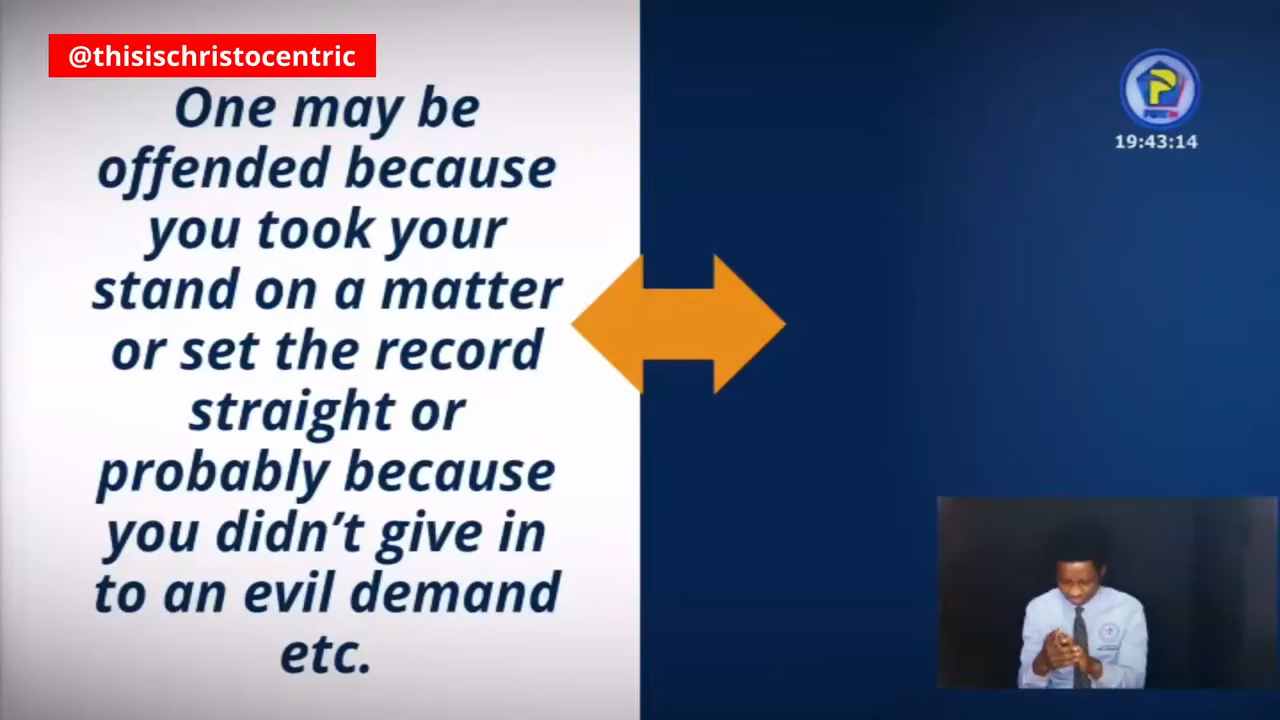 @thisischristocentric
One may be
offended because
you took your
stand on a matter
or set the record
straight or
probably because
you didn’t give in
to an evil demand
etc.
19:43:14